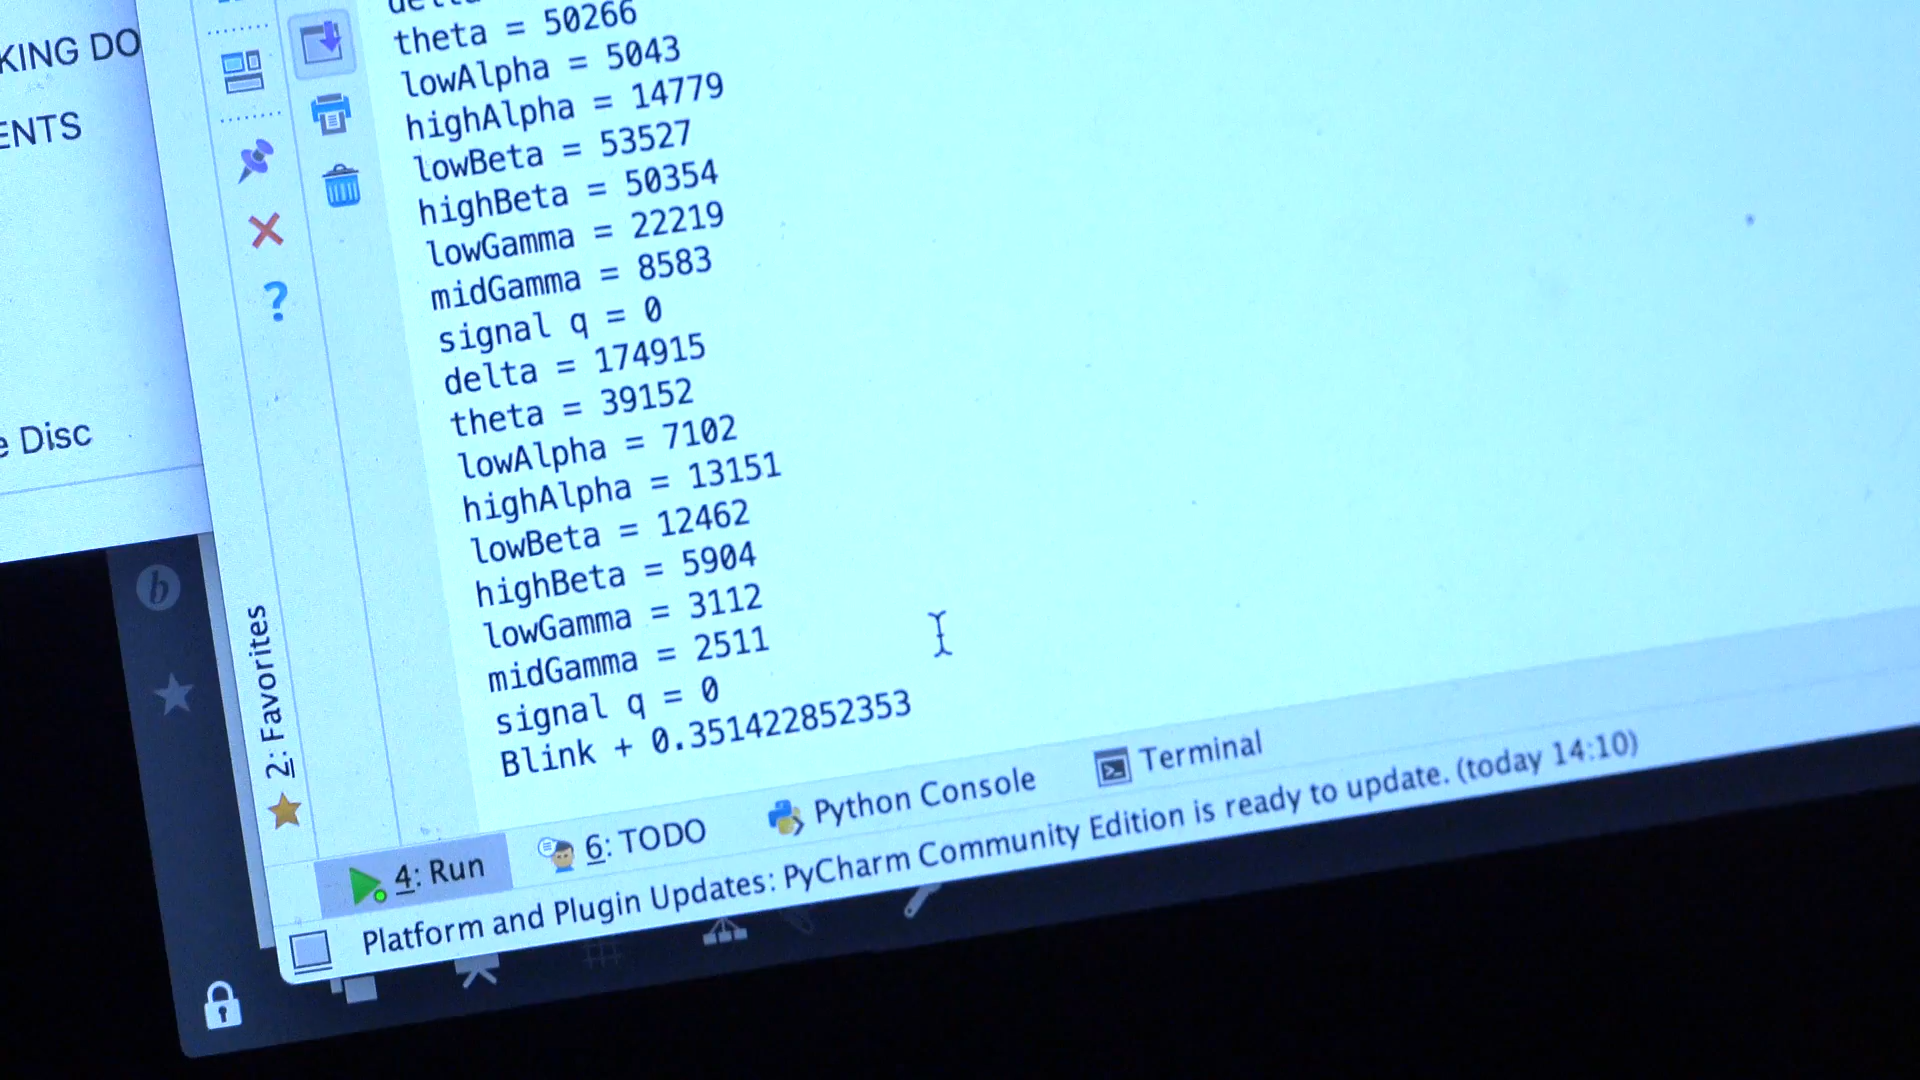 KING DO
ENTS
e Disc
theta = 50266
lowAlpha = 5043
highAlpha = 14779
lowBeta = 53527
highBeta = 50354
lowGamma = 22219
midGamma = 8583
signal q = 0
delta = 174915
theta = 39152
lowAlpha = 7102
highAlpha = 13151
lowBeta = 12462
highBeta = 5904
lowGamma = 3112
midGamma = 2511
signal q = 0
Blink + 0.351422852353
2: Favorites
4: Run
6: TODO
Python Console
Terminal
Platform and Plugin Updates: PyCharm Community Edition is ready to update. (today 14:10)
b
?